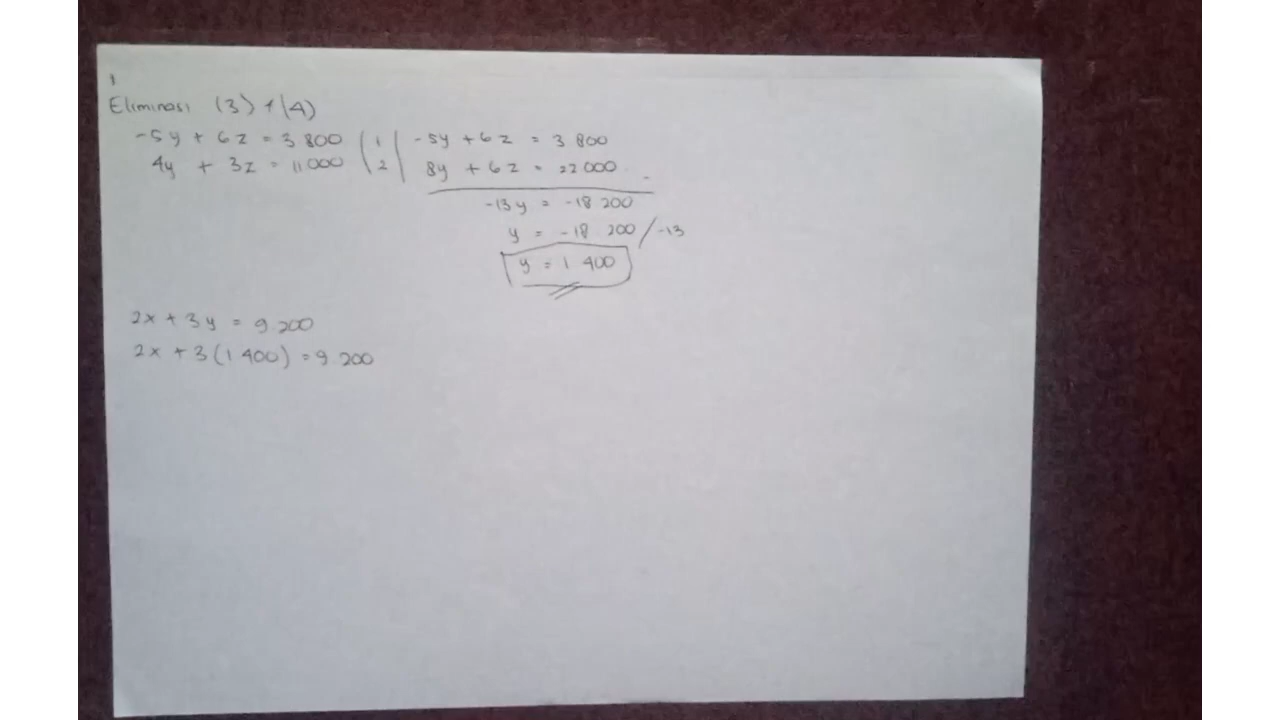 1
Eliminasi (3) & (4)
-5y + 6z = 3.800 | 1 | -5y + 6z = 3.800
4y + 3z = 11.000 | 2 | 8y + 6z = 22.000 -
-13y = -18.200
y = -18.200 / -13
y = 1.400
2x + 3y = 9.200
2x + 3(1.400) = 9.200